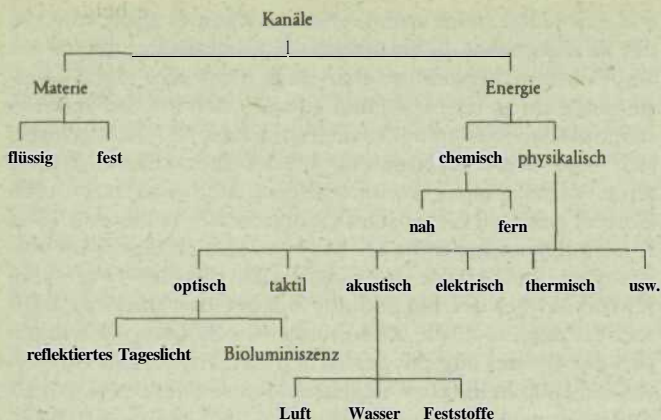 Kanäle
Materie Energie
flüssig fest chemisch physikalisch
nah fern
optisch taktil akustisch elektrisch thermisch usw.
reflektiertes Tageslicht Bioluminiszenz
Luft Wasser Feststoffe